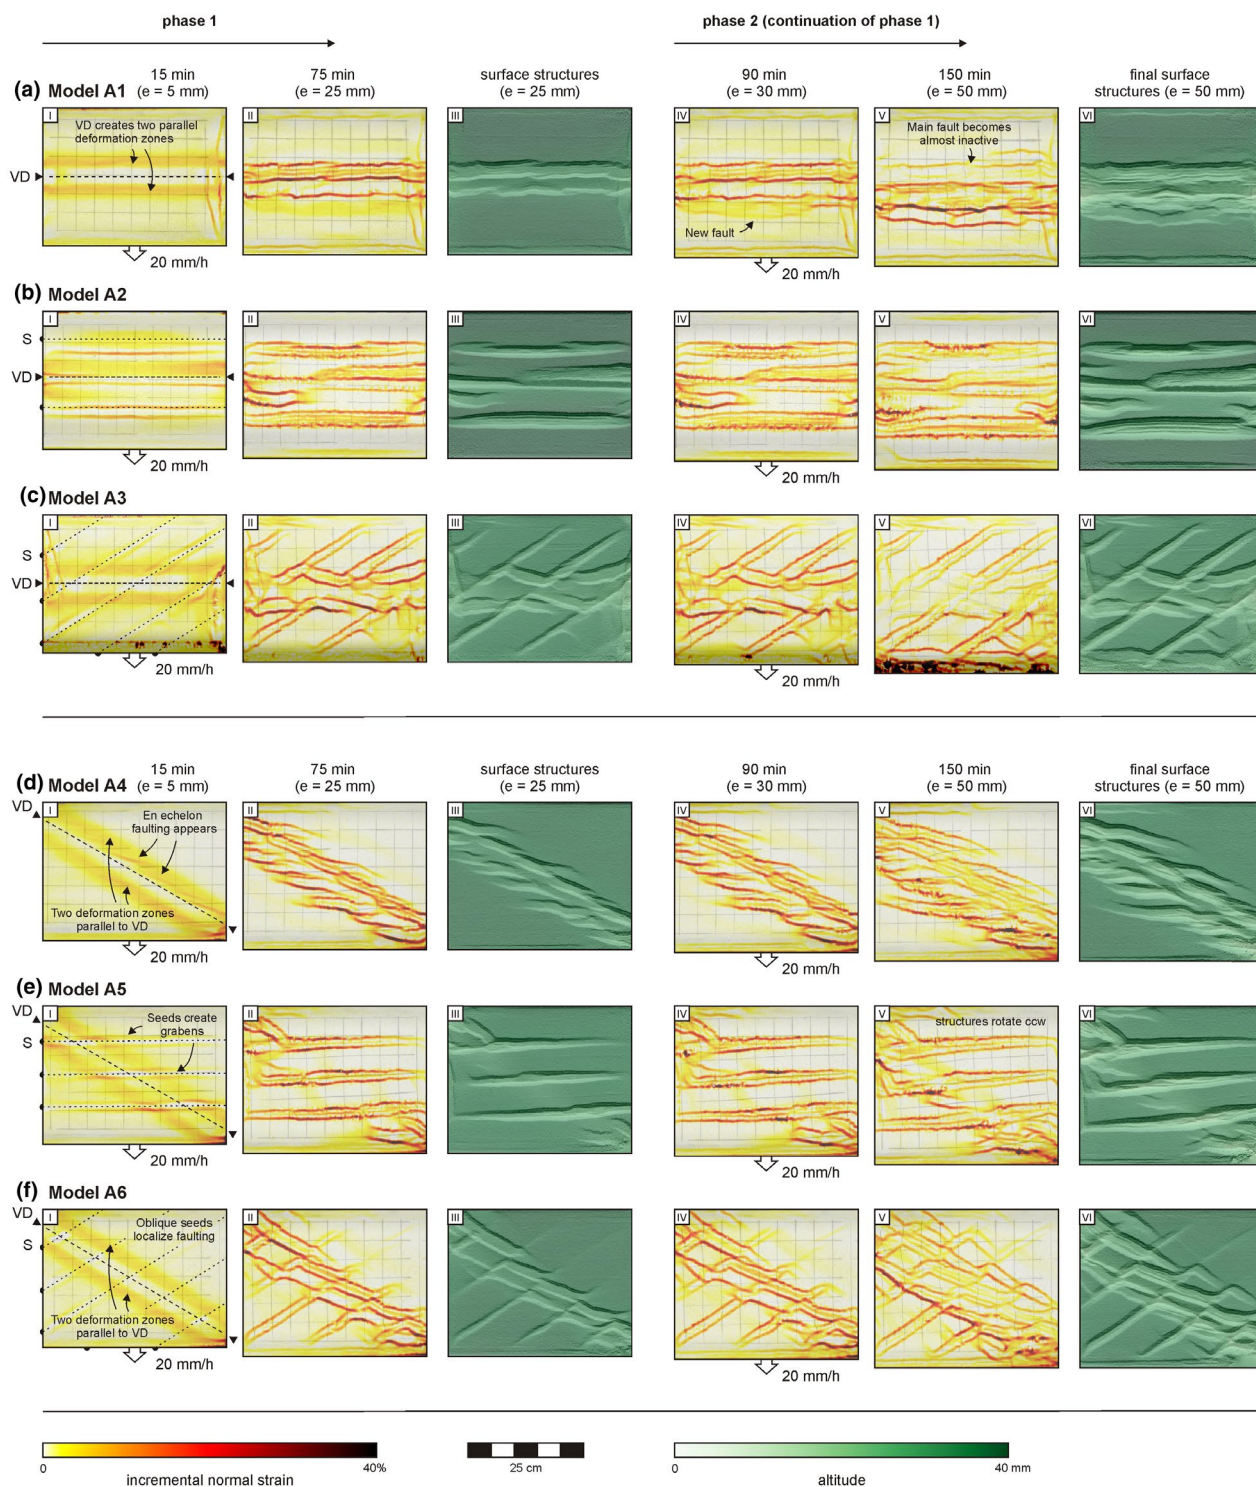 phase 1
phase 2 (continuation of phase 1)
(a) Model A1
15 min
(e = 5 mm)
75 min
(e = 25 mm)
surface structures
(e = 25 mm)
90 min
(e = 30 mm)
150 min
(e = 50 mm)
final surface
structures (e = 50 mm)
I
VD creates two parallel
deformation zones
II
III
IV
New fault
V
Main fault becomes
almost inactive
VI
VD
20 mm/h
20 mm/h
(b) Model A2
I
II
III
IV
V
VI
S
VD
20 mm/h
20 mm/h
(c) Model A3
I
II
III
IV
V
VI
S
VD
20 mm/h
20 mm/h
(d) Model A4
15 min
(e = 5 mm)
75 min
(e = 25 mm)
surface structures
(e = 25 mm)
90 min
(e = 30 mm)
150 min
(e = 50 mm)
final surface
structures (e = 50 mm)
VD
I
En echelon
faulting appears
Two deformation zones
parallel to VD
II
III
IV
V
VI
20 mm/h
20 mm/h
(e) Model A5
VD
S
I
Seeds create
grabens
II
III
IV
V
structures rotate ccw
VI
20 mm/h
20 mm/h
(f) Model A6
VD
S
I
Oblique seeds
localize faulting
Two deformation zones
parallel to VD
II
III
IV
V
VI
20 mm/h
20 mm/h
0
40%
incremental normal strain
25 cm
0
40 mm
altitude